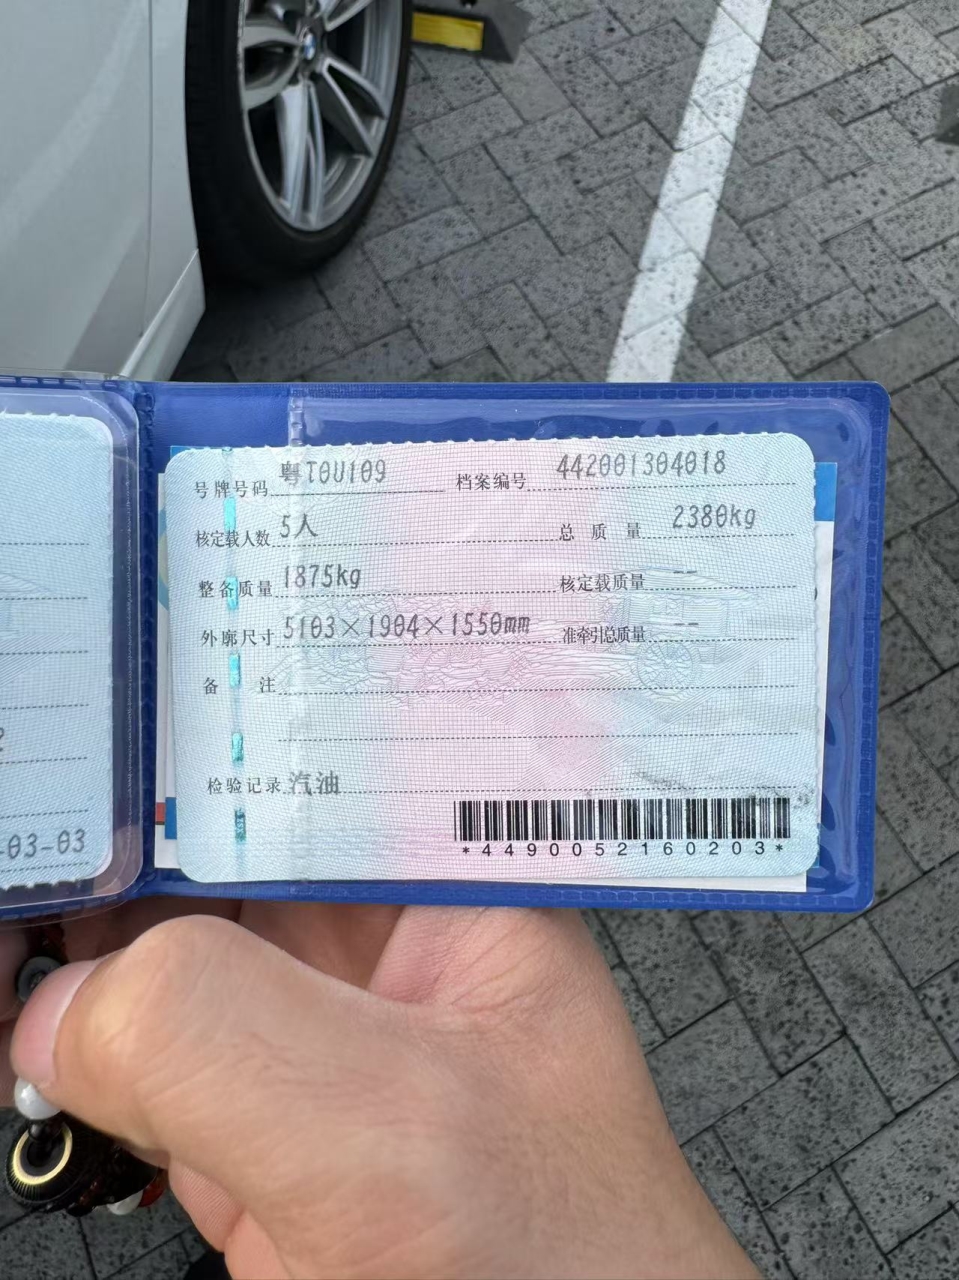 号牌号码 粤T0U109 档案编号 442001304018
核定载人数 5人 总质量 2380kg
整备质量 1875kg 核定载质量 --
外廓尺寸 5103×1904×1550mm 准牵引总质量 --
备注
检验记录 汽油
*4490052160203*
2
-03-03